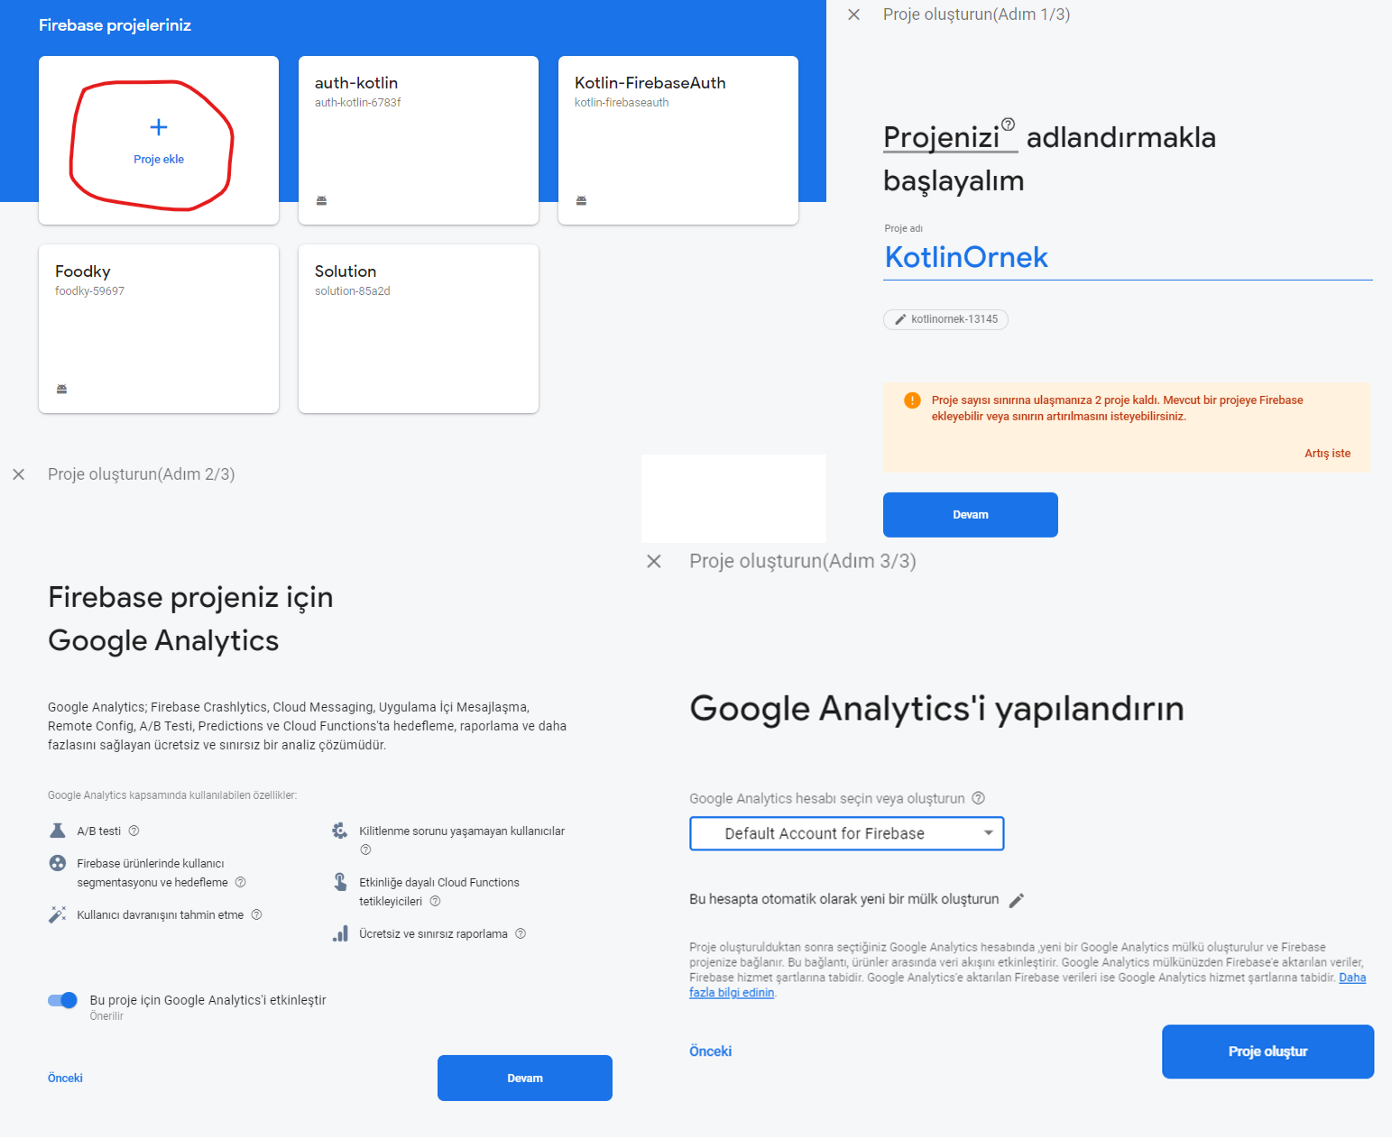 Firebase projeleriniz
Proje ekle
auth-kotlin
auth-kotlin-6783f
Kotlin-FirebaseAuth
kotlin-firebaseauth
Foodky
foodky-59697
Solution
solution-85a2d
Proje oluşturun(Adım 1/3)
Projenizi adlandırmakla
başlayalım
Proje adı
KotlinOrnek
kotlinornek-13145
Proje sayısı sınırına ulaşmanıza 2 proje kaldı. Mevcut bir projeye Firebase
ekleyebilir veya sınırın artırılmasını isteyebilirsiniz.
Artış iste
Devam
Proje oluşturun(Adım 2/3)
Firebase projeniz için
Google Analytics
Google Analytics; Firebase Crashlytics, Cloud Messaging, Uygulama İçi Mesajlaşma,
Remote Config, A/B Testi, Predictions ve Cloud Functions'ta hedefleme, raporlama ve daha
fazlasını sağlayan ücretsiz ve sınırsız bir analiz çözümüdür.
Google Analytics kapsamında kullanılabilen özellikler:
A/B testi
Firebase ürünlerinde kullanıcı
segmentasyonu ve hedefleme
Kullanıcı davranışını tahmin etme
Kilitlenme sorunu yaşamayan kullanıcılar
Etkinliğe dayalı Cloud Functions
tetikleyicileri
Ücretsiz ve sınırsız raporlama
Bu proje için Google Analytics'i etkinleştir
Önerilir
Önceki
Devam
Proje oluşturun(Adım 3/3)
Google Analytics'i yapılandırın
Google Analytics hesabı seçin veya oluşturun
Default Account for Firebase
Bu hesapta otomatik olarak yeni bir mülk oluşturun
Proje oluşturulduktan sonra seçtiğiniz Google Analytics hesabında ,yeni bir Google Analytics mülkü oluşturulur ve Firebase
projenize bağlanır. Bu bağlantı, ürünler arasında veri akışını etkinleştirir. Google Analytics mülkünüzden Firebase'e aktarılan veriler,
Firebase hizmet şartlarına tabidir. Google Analytics'e aktarılan Firebase verileri ise Google Analytics hizmet şartlarına tabidir. Daha
fazla bilgi edinin.
Önceki
Proje oluştur